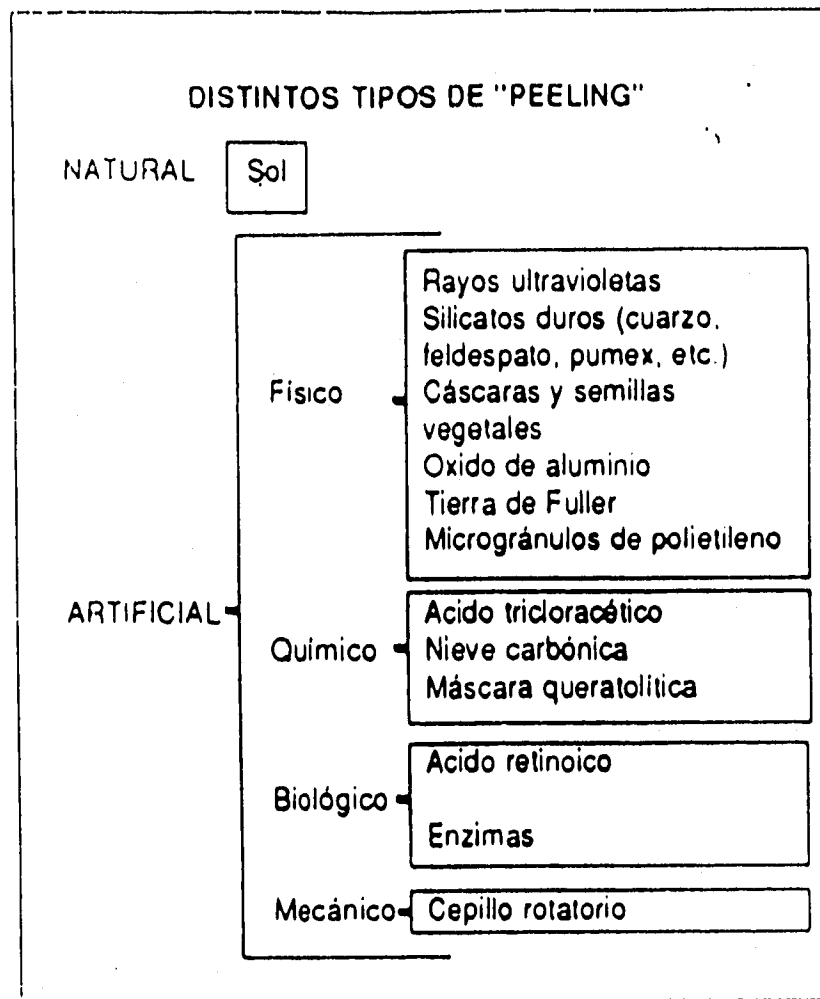 DISTINTOS TIPOS DE "PEELING"
NATURAL Sol
Rayos ultravioletas
Silicatos duros (cuarzo,
feldespato, pumex, etc.)
Físico Cáscaras y semillas
vegetales
Oxido de aluminio
Tierra de Fuller
Microgránulos de polietileno
ARTIFICIAL
Acido tricloracético
Químico Nieve carbónica
Máscara queratolítica
Acido retinoico
Biológico
Enzimas
Mecánico Cepillo rotatorio